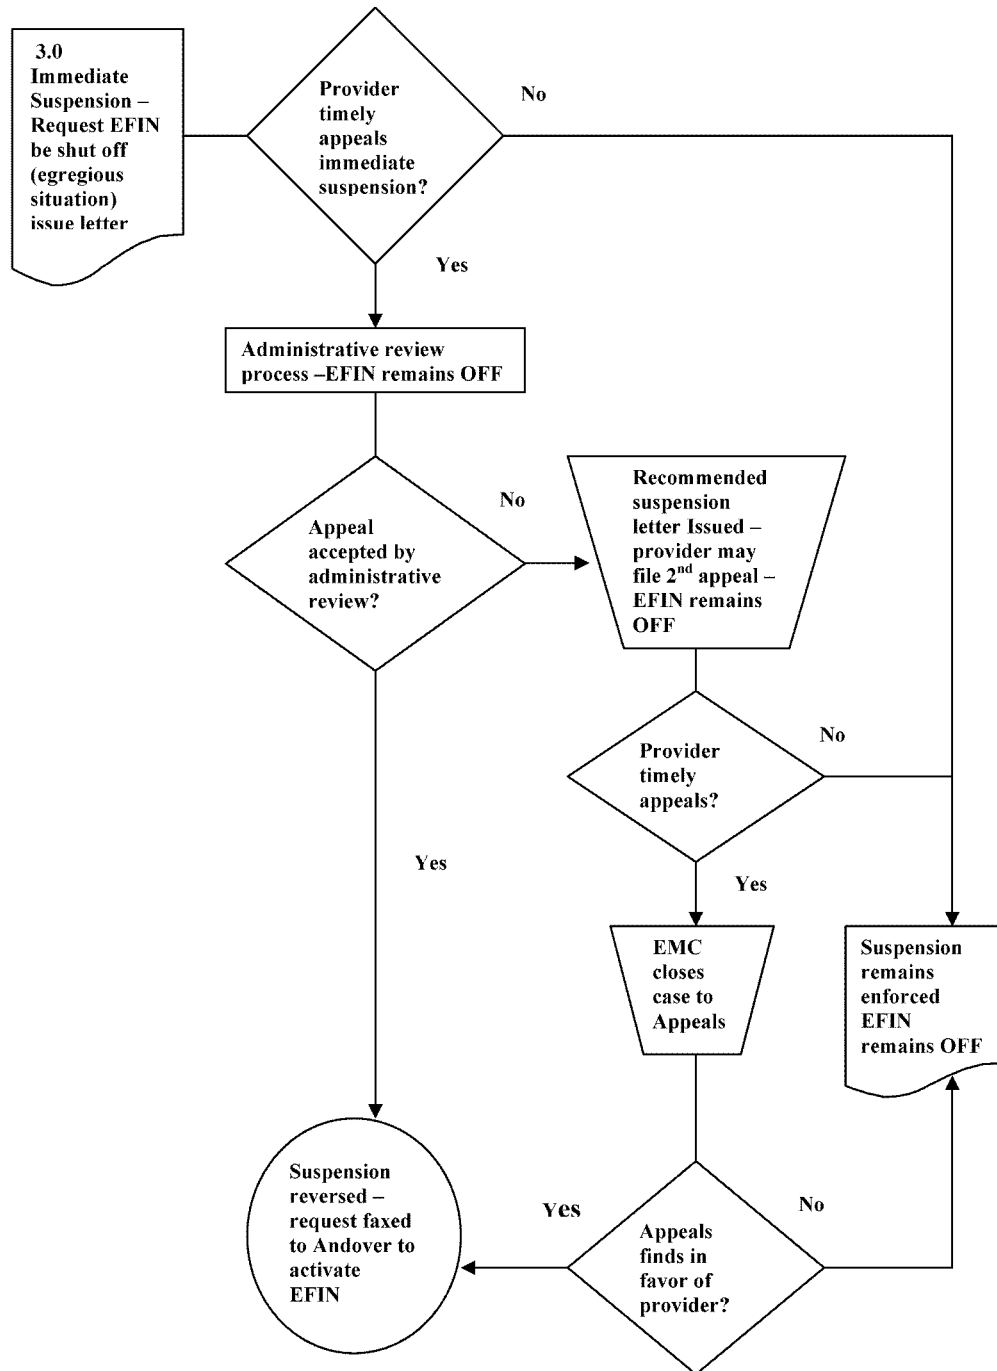 3.0
Immediate
Suspension –
Request EFIN
be shut off
(egregious
situation)
issue letter
Provider
timely
appeals
immediate
suspension?
No
Yes
Administrative review
process –EFIN remains OFF
Appeal
accepted by
administrative
review?
No
Recommended
suspension
letter Issued –
provider may
file 2nd appeal –
EFIN remains
OFF
Provider
timely
appeals?
No
Yes
Yes
EMC
closes
case to
Appeals
Suspension
remains
enforced
EFIN
remains OFF
Suspension
reversed –
request faxed
to Andover to
activate
EFIN
Yes
Appeals
finds in
favor of
provider?
No